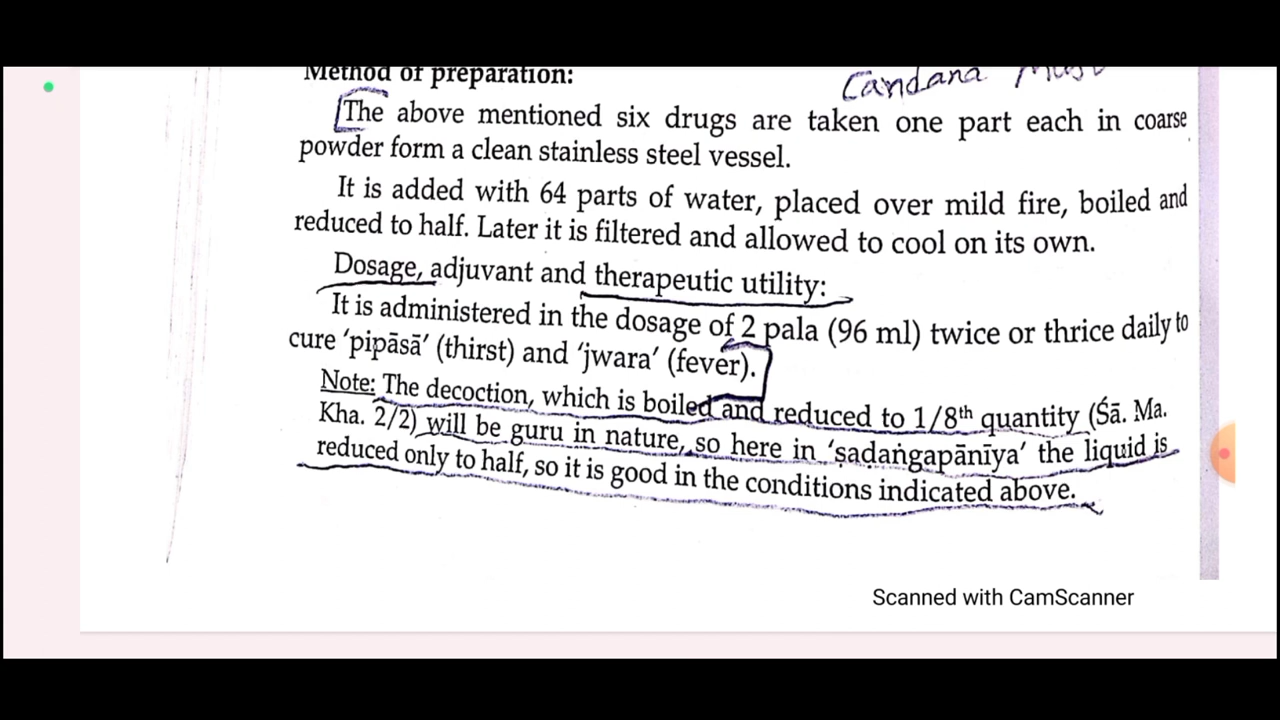 Method of preparation:
Candana
The above mentioned six drugs are taken one part each in coarse
powder form a clean stainless steel vessel.
It is added with 64 parts of water, placed over mild fire, boiled and
reduced to half. Later it is filtered and allowed to cool on its own.
Dosage, adjuvant and therapeutic utility:
It is administered in the dosage of 2 pala (96 ml) twice or thrice daily to
cure ‘pipāsā’ (thirst) and ‘jwara’ (fever).
Note: The decoction, which is boiled and reduced to 1/8th quantity (Śā. Ma.
Kha. 2/2) will be guru in nature, so here in ‘ṣaḍaṅgapānīya’ the liquid is
reduced only to half, so it is good in the conditions indicated above.
Scanned with CamScanner